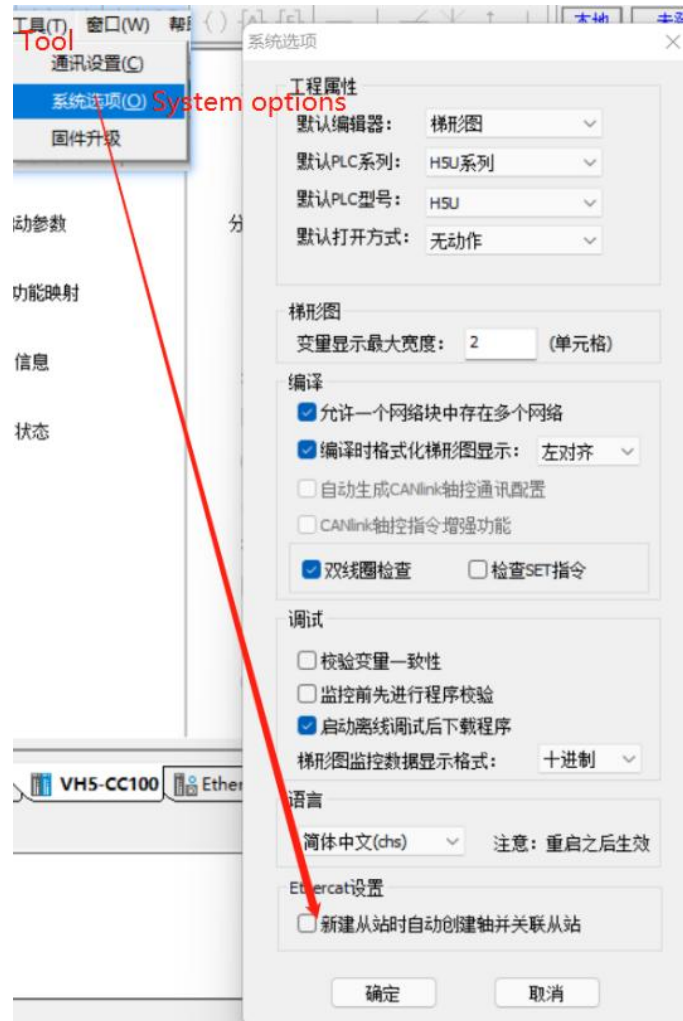 工具(T) 窗口(W)
Tool
通讯设置(C)
系统选项(O) System options
固件升级
动参数
功能映射
信息
状态
VH5-CC100 Ether
本地
系统选项
工程属性
默认编辑器： 梯形图
默认PLC系列： H5U系列
默认PLC型号： H5U
默认打开方式： 无动作
梯形图
变量显示最大宽度： 2 (单元格)
编译
允许一个网络块中存在多个网络
编译时格式化梯形图显示： 左对齐
自动生成CANlink轴控通讯配置
CANlink轴控指令增强功能
双线圈检查 检查SET指令
调试
校验变量一致性
监控前先进行程序校验
启动离线调试后下载程序
梯形图监控数据显示格式： 十进制
语言
简体中文(chs) 注意：重启之后生效
Ethercat设置
新建从站时自动创建轴并关联从站
确定 取消